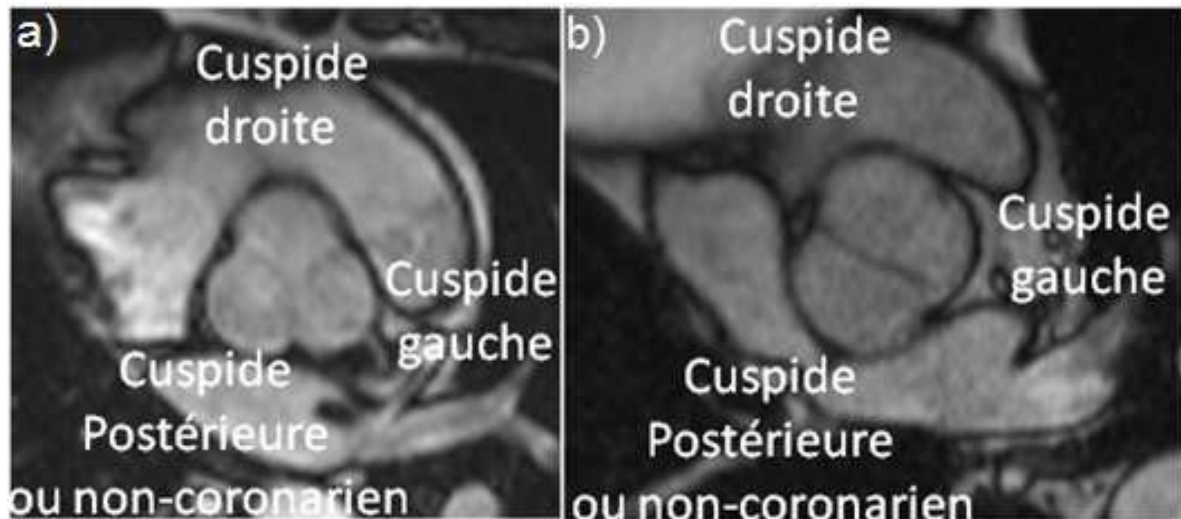 a)
Cuspide
droite
Cuspide
gauche
Cuspide
Postérieure
ou non-coronarien
b)
Cuspide
droite
Cuspide
gauche
Cuspide
Postérieure
ou non-coronarien